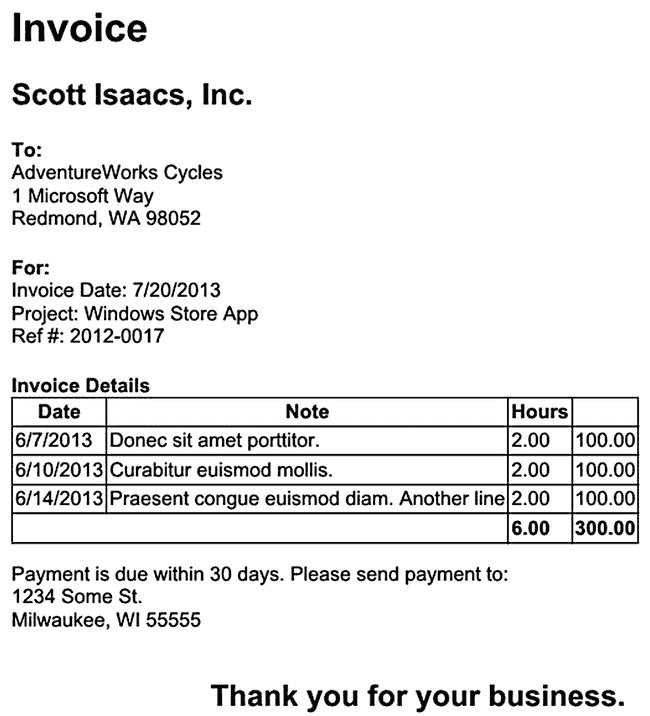 Invoice
Scott Isaacs, Inc.
To:
AdventureWorks Cycles
1 Microsoft Way
Redmond, WA 98052
For:
Invoice Date: 7/20/2013
Project: Windows Store App
Ref #: 2012-0017
Invoice Details
Date Note Hours
6/7/2013 Donec sit amet porttitor. 2.00 100.00
6/10/2013 Curabitur euismod mollis. 2.00 100.00
6/14/2013 Praesent congue euismod diam. Another line 2.00 100.00
6.00 300.00
Payment is due within 30 days. Please send payment to:
1234 Some St.
Milwaukee, WI 55555
Thank you for your business.